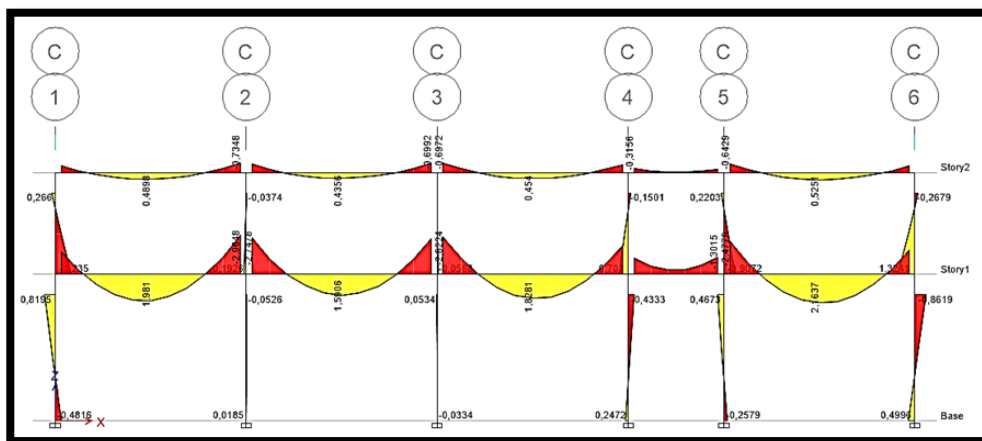 C C C C C C
1 2 3 4 5 6
0,4898 -0,7348 0,4356 -0,6992 -0,6972 0,454 -0,3156 -0,6429 0,5251 Story2
0,266 -0,0374 -0,1501 0,2203 -0,2679
1,981 1,5906 1,8281 2,1637 Story1
0,8195 -0,0526 0,0534 -0,4333 0,4673 -0,8619
Z
0,4816 X 0,0185 -0,0334 0,2472 -0,2579 0,4996 Base